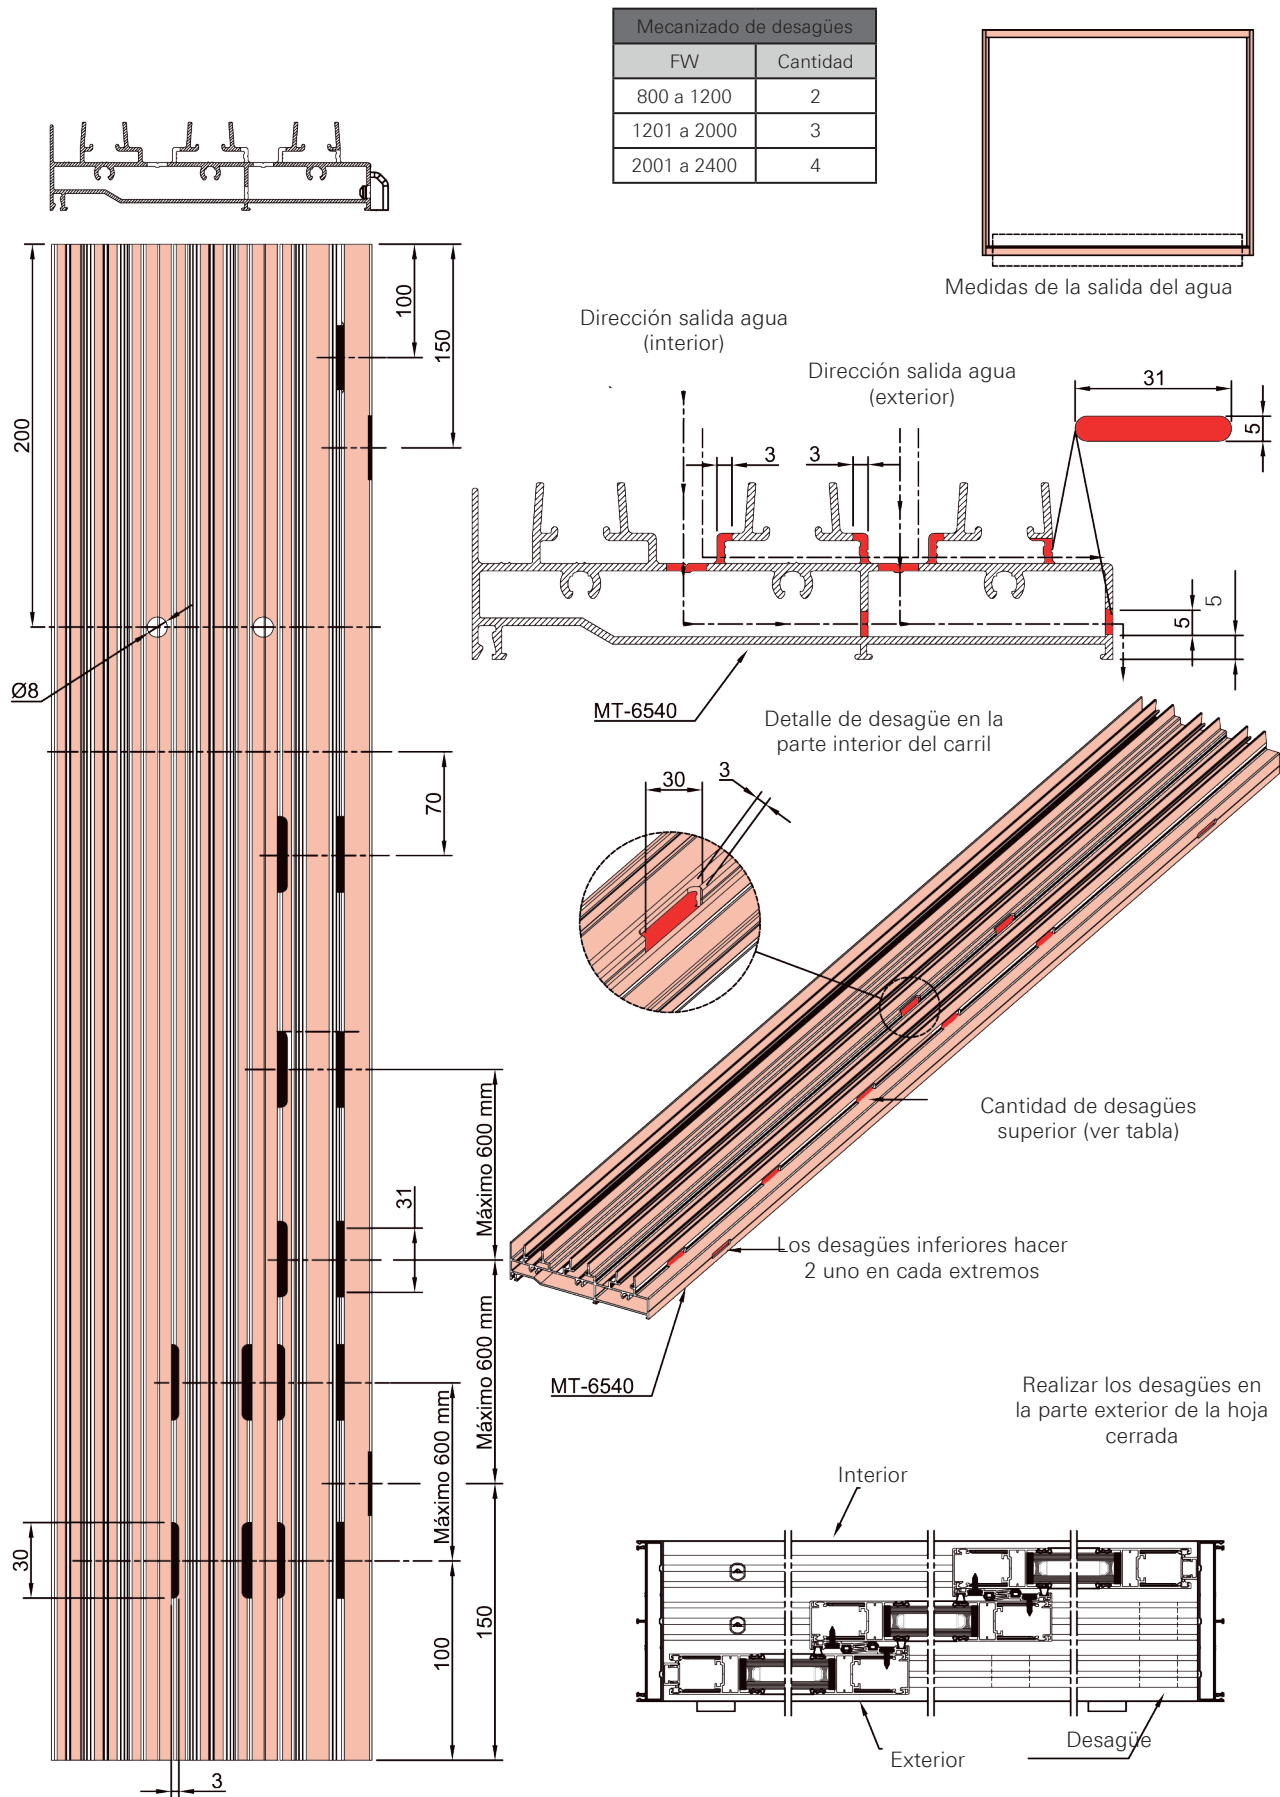 Mecanizado de desagües
FW Cantidad
800 a 1200 2
1201 a 2000 3
2001 a 2400 4
Medidas de la salida del agua
Dirección salida agua
(interior)
Dirección salida agua
(exterior)
31
5
3
3
5
5
MT-6540
100
150
200
Ø8
70
Detalle de desagüe en la
parte interior del carril
30
3
Cantidad de desagües
superior (ver tabla)
Los desagües inferiores hacer
2 uno en cada extremos
MT-6540
Máximo 600 mm
31
Máximo 600 mm
Máximo 600 mm
30
100
150
3
Realizar los desagües en
la parte exterior de la hoja
cerrada
Interior
Exterior
Desagüe